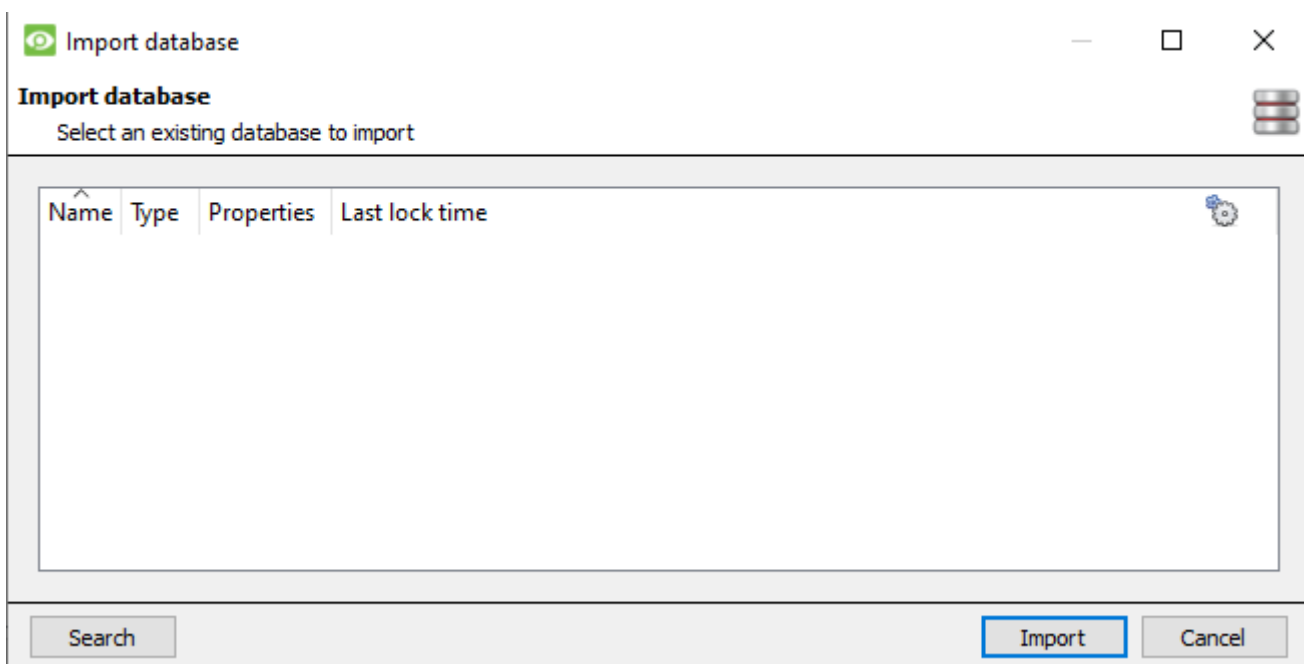 Import database
Import database
Select an existing database to import
Name Type Properties Last lock time
Search Import Cancel